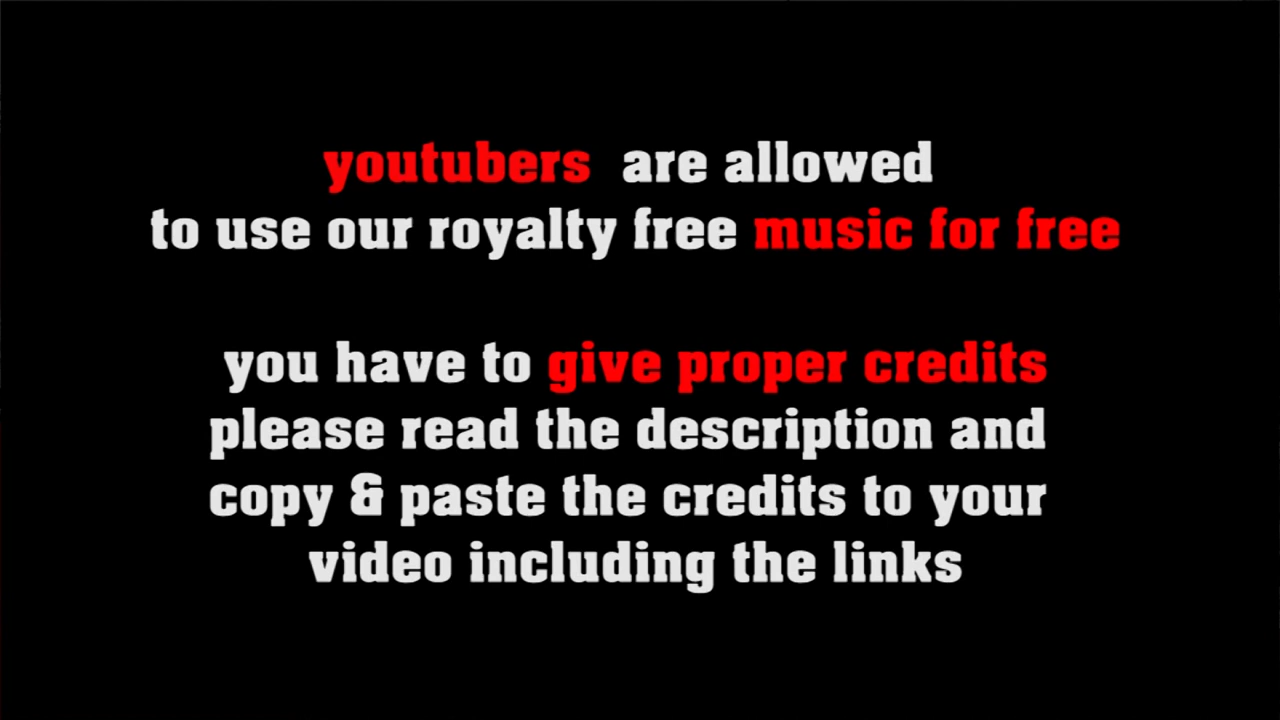 youtubers are allowed
to use our royalty free music for free
you have to give proper credits
please read the description and
copy & paste the credits to your
video including the links